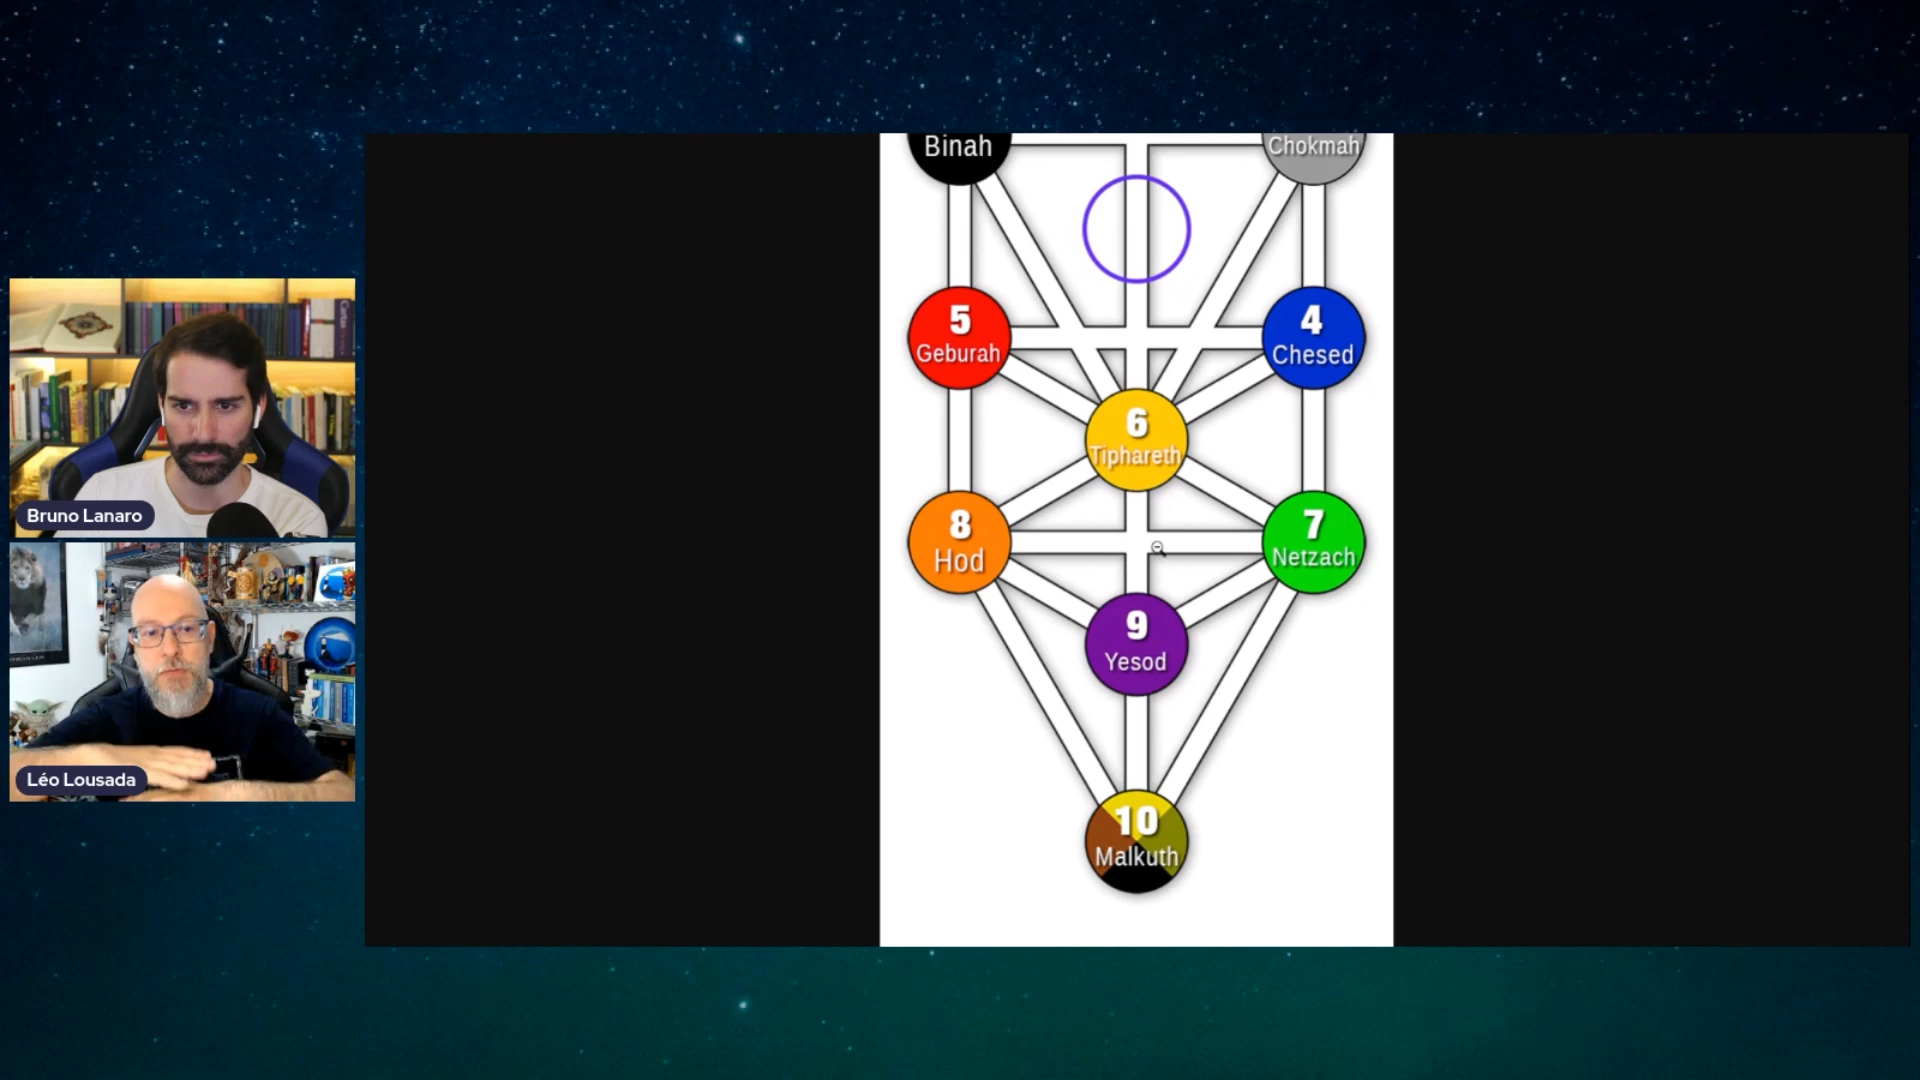 Binah
Chokmah
5
Geburah
4
Chesed
6
Tiphareth
8
Hod
7
Netzach
9
Yesod
10
Malkuth
Bruno Lanaro
Léo Lousada